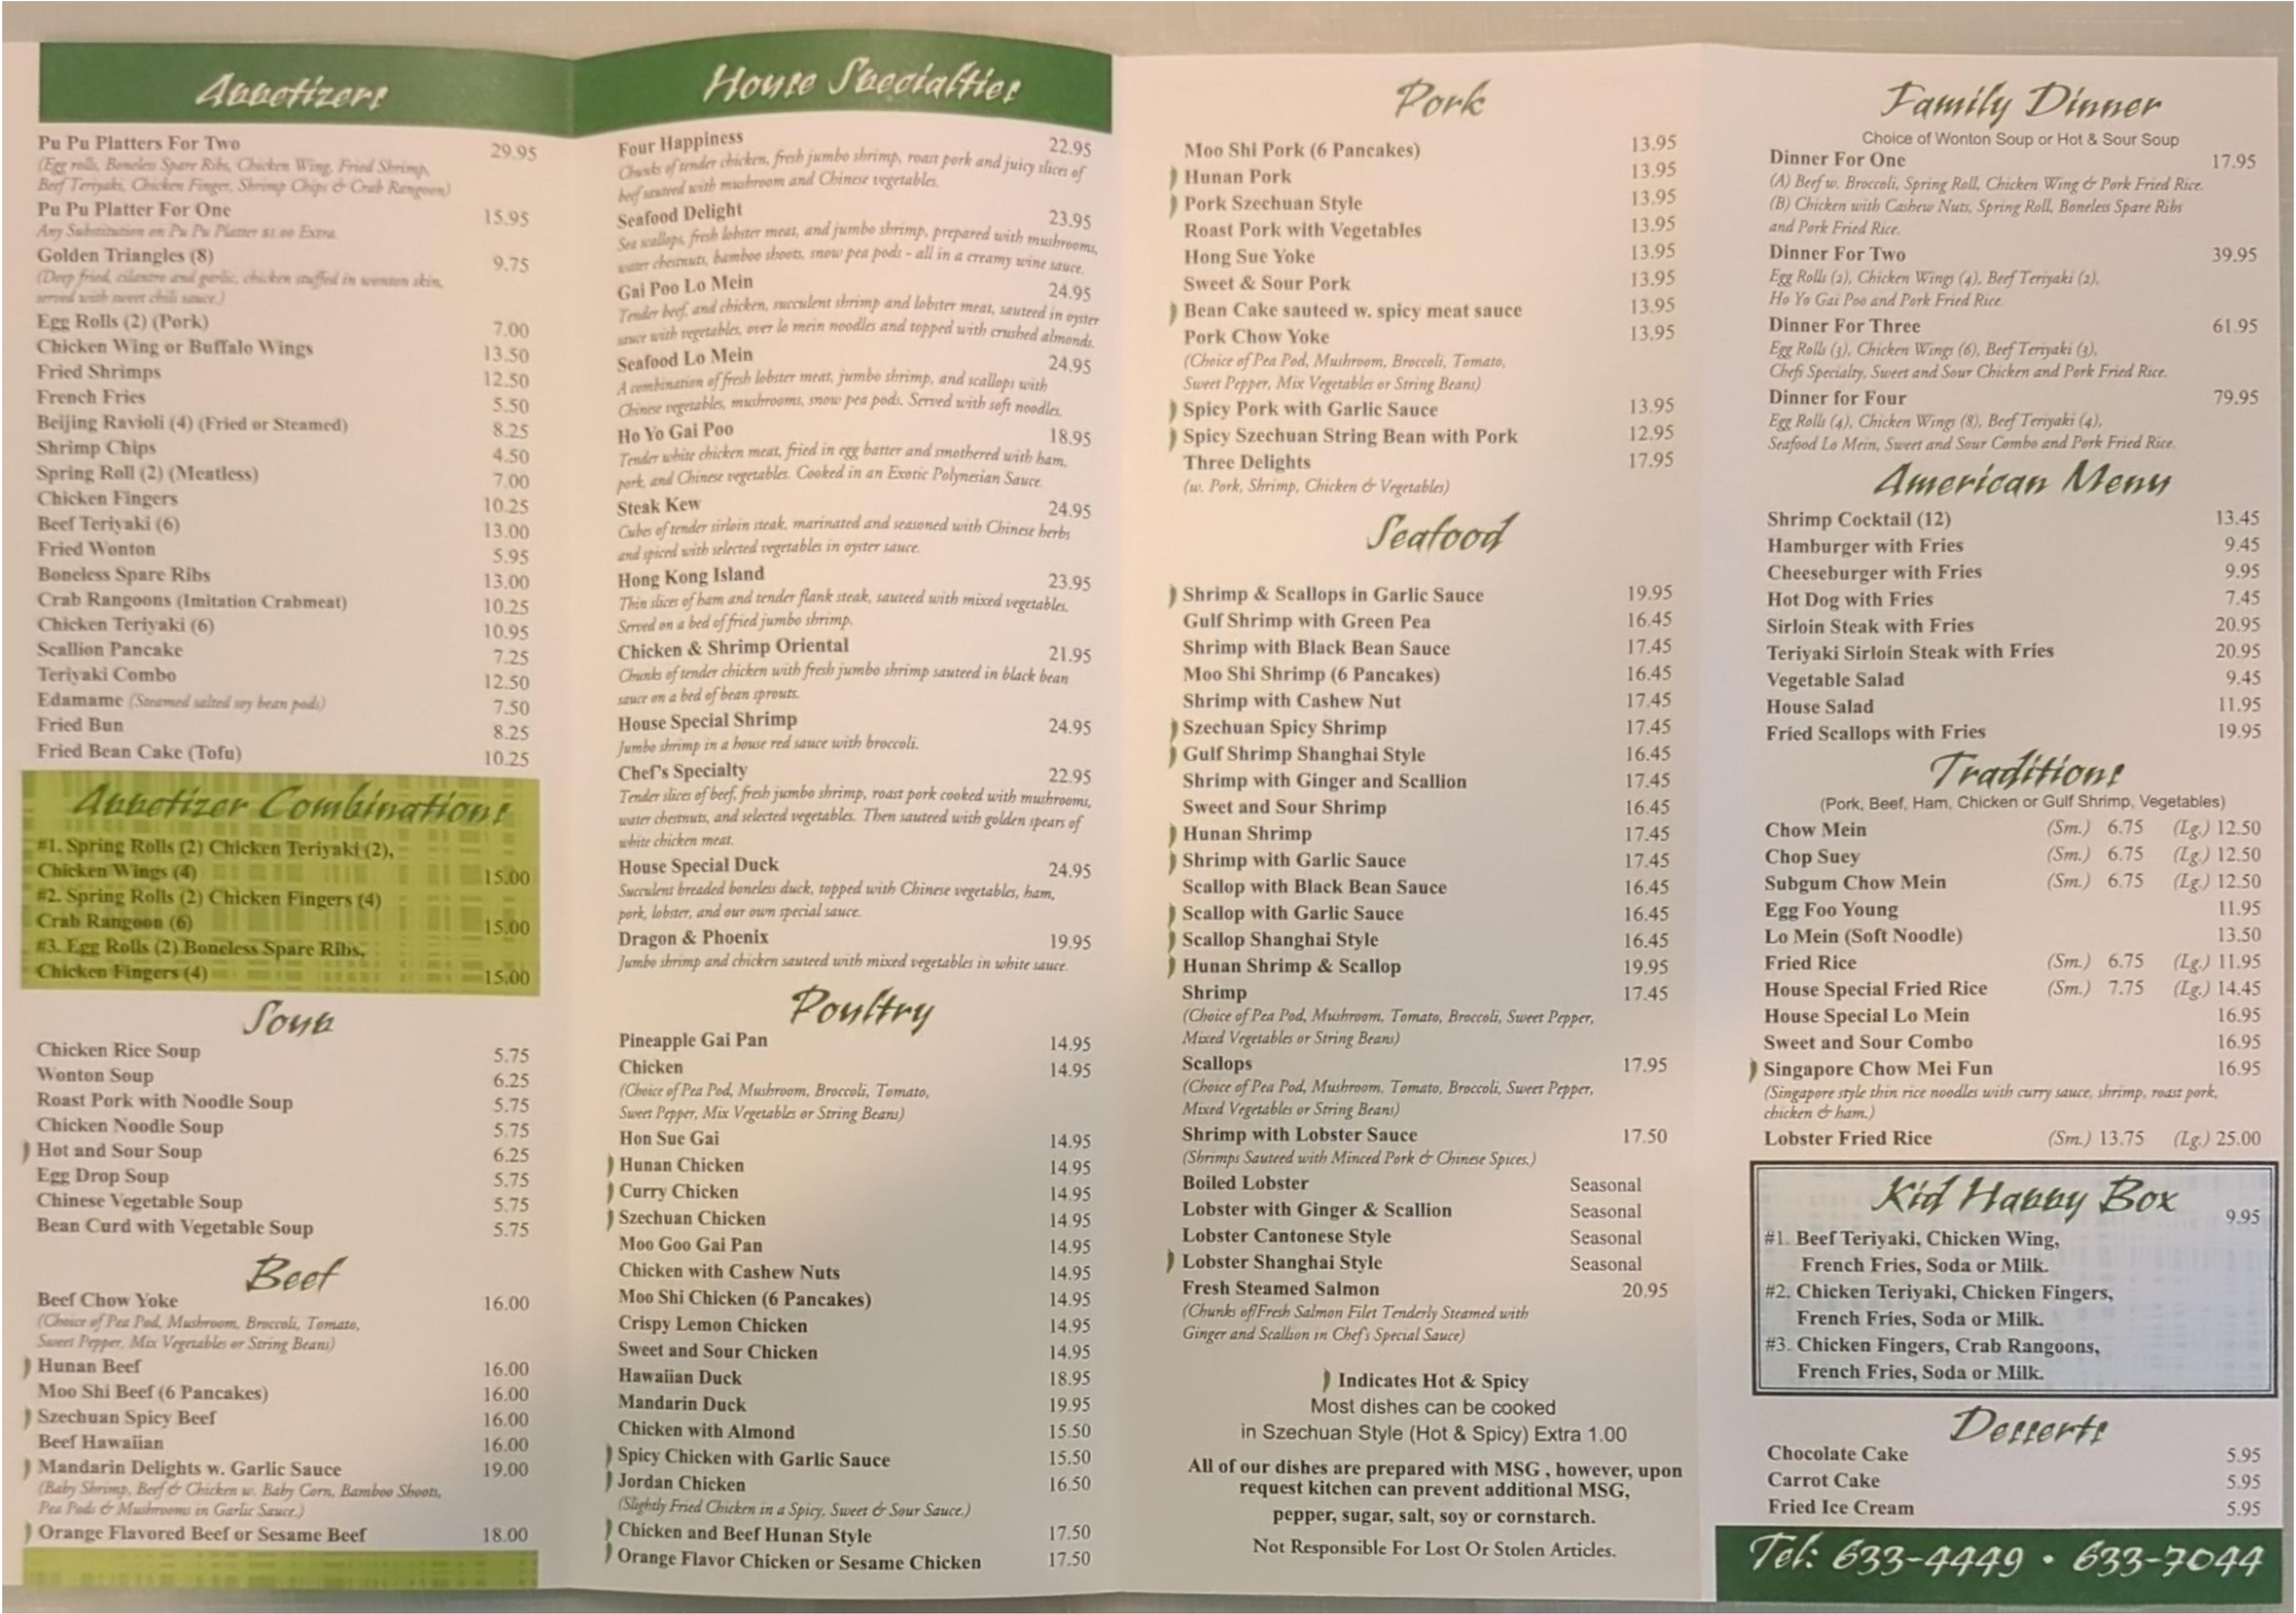 Appetizers
Pu Pu Platters For Two 29.95
(Egg rolls, Boneless Spare Ribs, Chicken Wing, Fried Shrimp,
Beef Teriyaki, Chicken Finger, Shrimp Chips & Crab Rangoon)
Pu Pu Platter For One 15.95
Any Substitution on Pu Pu Platter $1.00 Extra.
Golden Triangles (8) 9.75
(Deep fried, cilantro and garlic, chicken stuffed in wonton skin,
served with sweet chili sauce.)
Egg Rolls (2) (Pork) 7.00
Chicken Wing or Buffalo Wings 13.50
Fried Shrimps 12.50
French Fries 5.50
Beijing Ravioli (4) (Fried or Steamed) 8.25
Shrimp Chips 4.50
Spring Roll (2) (Meatless) 7.00
Chicken Fingers 10.25
Beef Teriyaki (6) 13.00
Fried Wonton 5.95
Boneless Spare Ribs 13.00
Crab Rangoons (Imitation Crabmeat) 10.25
Chicken Teriyaki (6) 10.95
Scallion Pancake 7.25
Teriyaki Combo 12.50
Edamame (Steamed salted soy bean pods) 7.50
Fried Bun 8.25
Fried Bean Cake (Tofu) 10.25
Appetizer Combinations
#1. Spring Rolls (2) Chicken Teriyaki (2),
Chicken Wings (4) 15.00
#2. Spring Rolls (2) Chicken Fingers (4)
Crab Rangoon (6) 15.00
#3. Egg Rolls (2) Boneless Spare Ribs,
Chicken Fingers (4) 15.00
Soup
Chicken Rice Soup 5.75
Wonton Soup 6.25
Roast Pork with Noodle Soup 5.75
Chicken Noodle Soup 5.75
Hot and Sour Soup 6.25
Egg Drop Soup 5.75
Chinese Vegetable Soup 5.75
Bean Curd with Vegetable Soup 5.75
Beef
Beef Chow Yoke 16.00
(Choice of Pea Pod, Mushroom, Broccoli, Tomato,
Sweet Pepper, Mix Vegetables or String Beans)
Hunan Beef 16.00
Moo Shi Beef (6 Pancakes) 16.00
Szechuan Spicy Beef 16.00
Beef Hawaiian 16.00
Mandarin Delights w. Garlic Sauce 19.00
(Baby Shrimp, Beef & Chicken w. Baby Corn, Bamboo Shoots,
Pea Pods & Mushrooms in Garlic Sauce.)
Orange Flavored Beef or Sesame Beef 18.00
House Specialties
Four Happiness 22.95
Chunks of tender chicken, fresh jumbo shrimp, roast pork and juicy slices of
beef sauteed with mushroom and Chinese vegetables.
Seafood Delight 23.95
Sea scallops, fresh lobster meat, and jumbo shrimp, prepared with mushrooms,
water chestnuts, bamboo shoots, snow pea pods - all in a creamy wine sauce.
Gai Poo Lo Mein 24.95
Tender beef, and chicken, succulent shrimp and lobster meat, sauteed in oyster
sauce with vegetables, over lo mein noodles and topped with crushed almonds.
Seafood Lo Mein 24.95
A combination of fresh lobster meat, jumbo shrimp, and scallops with
Chinese vegetables, mushrooms, snow pea pods. Served with soft noodles.
Ho Yo Gai Poo 18.95
Tender white chicken meat, fried in egg batter and smothered with ham,
pork, and Chinese vegetables. Cooked in an Exotic Polynesian Sauce.
Steak Kew 24.95
Cubes of tender sirloin steak, marinated and seasoned with Chinese herbs
and spiced with selected vegetables in oyster sauce.
Hong Kong Island 23.95
Thin slices of ham and tender flank steak, sauteed with mixed vegetables.
Served on a bed of fried jumbo shrimp.
Chicken & Shrimp Oriental 21.95
Chunks of tender chicken with fresh jumbo shrimp sauteed in black bean
sauce on a bed of bean sprouts.
House Special Shrimp 24.95
Jumbo shrimp in a house red sauce with broccoli.
Chef's Specialty 22.95
Tender slices of beef, fresh jumbo shrimp, roast pork cooked with mushrooms,
water chestnuts, and selected vegetables. Then sauteed with golden spears of
white chicken meat.
House Special Duck 24.95
Succulent breaded boneless duck, topped with Chinese vegetables, ham,
pork, lobster, and our own special sauce.
Dragon & Phoenix 19.95
Jumbo shrimp and chicken sauteed with mixed vegetables in white sauce.
Poultry
Pineapple Gai Pan 14.95
Chicken 14.95
(Choice of Pea Pod, Mushroom, Broccoli, Tomato,
Sweet Pepper, Mix Vegetables or String Beans)
Hon Sue Gai 14.95
Hunan Chicken 14.95
Curry Chicken 14.95
Szechuan Chicken 14.95
Moo Goo Gai Pan 14.95
Chicken with Cashew Nuts 14.95
Moo Shi Chicken (6 Pancakes) 14.95
Crispy Lemon Chicken 14.95
Sweet and Sour Chicken 14.95
Hawaiian Duck 18.95
Mandarin Duck 19.95
Chicken with Almond 15.50
Spicy Chicken with Garlic Sauce 15.50
Jordan Chicken 16.50
(Slightly Fried Chicken in a Spicy, Sweet & Sour Sauce.)
Chicken and Beef Hunan Style 17.50
Orange Flavor Chicken or Sesame Chicken 17.50
Pork
Moo Shi Pork (6 Pancakes) 13.95
Hunan Pork 13.95
Pork Szechuan Style 13.95
Roast Pork with Vegetables 13.95
Hong Sue Yoke 13.95
Sweet & Sour Pork 13.95
Bean Cake sauteed w. spicy meat sauce 13.95
Pork Chow Yoke 13.95
(Choice of Pea Pod, Mushroom, Broccoli, Tomato,
Sweet Pepper, Mix Vegetables or String Beans)
Spicy Pork with Garlic Sauce 13.95
Spicy Szechuan String Bean with Pork 12.95
Three Delights 17.95
(w. Pork, Shrimp, Chicken & Vegetables)
Seafood
Shrimp & Scallops in Garlic Sauce 19.95
Gulf Shrimp with Green Pea 16.45
Shrimp with Black Bean Sauce 17.45
Moo Shi Shrimp (6 Pancakes) 16.45
Shrimp with Cashew Nut 17.45
Szechuan Spicy Shrimp 17.45
Gulf Shrimp Shanghai Style 16.45
Shrimp with Ginger and Scallion 17.45
Sweet and Sour Shrimp 16.45
Hunan Shrimp 17.45
Shrimp with Garlic Sauce 17.45
Scallop with Black Bean Sauce 16.45
Scallop with Garlic Sauce 16.45
Scallop Shanghai Style 16.45
Hunan Shrimp & Scallop 19.95
Shrimp 17.45
(Choice of Pea Pod, Mushroom, Tomato, Broccoli, Sweet Pepper,
Mixed Vegetables or String Beans)
Scallops 17.95
(Choice of Pea Pod, Mushroom, Tomato, Broccoli, Sweet Pepper,
Mixed Vegetables or String Beans)
Shrimp with Lobster Sauce 17.50
(Shrimps Sauteed with Minced Pork & Chinese Spices.)
Boiled Lobster Seasonal
Lobster with Ginger & Scallion Seasonal
Lobster Cantonese Style Seasonal
Lobster Shanghai Style Seasonal
Fresh Steamed Salmon 20.95
(Chunks of/Fresh Salmon Filet Tenderly Steamed with
Ginger and Scallion in Chef's Special Sauce)
Indicates Hot & Spicy
Most dishes can be cooked
in Szechuan Style (Hot & Spicy) Extra 1.00
All of our dishes are prepared with MSG , however, upon
request kitchen can prevent additional MSG,
pepper, sugar, salt, soy or cornstarch.
Not Responsible For Lost Or Stolen Articles.
Family Dinner
Choice of Wonton Soup or Hot & Sour Soup
Dinner For One 17.95
(A) Beef w. Broccoli, Spring Roll, Chicken Wing & Pork Fried Rice.
(B) Chicken with Cashew Nuts, Spring Roll, Boneless Spare Ribs
and Pork Fried Rice.
Dinner For Two 39.95
Egg Rolls (2), Chicken Wings (4), Beef Teriyaki (2),
Ho Yo Gai Poo and Pork Fried Rice.
Dinner For Three 61.95
Egg Rolls (3), Chicken Wings (6), Beef Teriyaki (3),
Chefs Specialty, Sweet and Sour Chicken and Pork Fried Rice.
Dinner for Four 79.95
Egg Rolls (4), Chicken Wings (8), Beef Teriyaki (4),
Seafood Lo Mein, Sweet and Sour Combo and Pork Fried Rice.
American Menu
Shrimp Cocktail (12) 13.45
Hamburger with Fries 9.45
Cheeseburger with Fries 9.95
Hot Dog with Fries 7.45
Sirloin Steak with Fries 20.95
Teriyaki Sirloin Steak with Fries 20.95
Vegetable Salad 9.45
House Salad 11.95
Fried Scallops with Fries 19.95
Traditions
(Pork, Beef, Ham, Chicken or Gulf Shrimp, Vegetables)
Chow Mein (Sm.) 6.75 (Lg.) 12.50
Chop Suey (Sm.) 6.75 (Lg.) 12.50
Subgum Chow Mein (Sm.) 6.75 (Lg.) 12.50
Egg Foo Young 11.95
Lo Mein (Soft Noodle) 13.50
Fried Rice (Sm.) 6.75 (Lg.) 11.95
House Special Fried Rice (Sm.) 7.75 (Lg.) 14.45
House Special Lo Mein 16.95
Sweet and Sour Combo 16.95
Singapore Chow Mei Fun 16.95
(Singapore style thin rice noodles with curry sauce, shrimp, roast pork,
chicken & ham.)
Lobster Fried Rice (Sm.) 13.75 (Lg.) 25.00
Kid Happy Box 9.95
#1. Beef Teriyaki, Chicken Wing,
French Fries, Soda or Milk.
#2. Chicken Teriyaki, Chicken Fingers,
French Fries, Soda or Milk.
#3. Chicken Fingers, Crab Rangoons,
French Fries, Soda or Milk.
Desserts
Chocolate Cake 5.95
Carrot Cake 5.95
Fried Ice Cream 5.95
Tel: 633-4449 • 633-7044